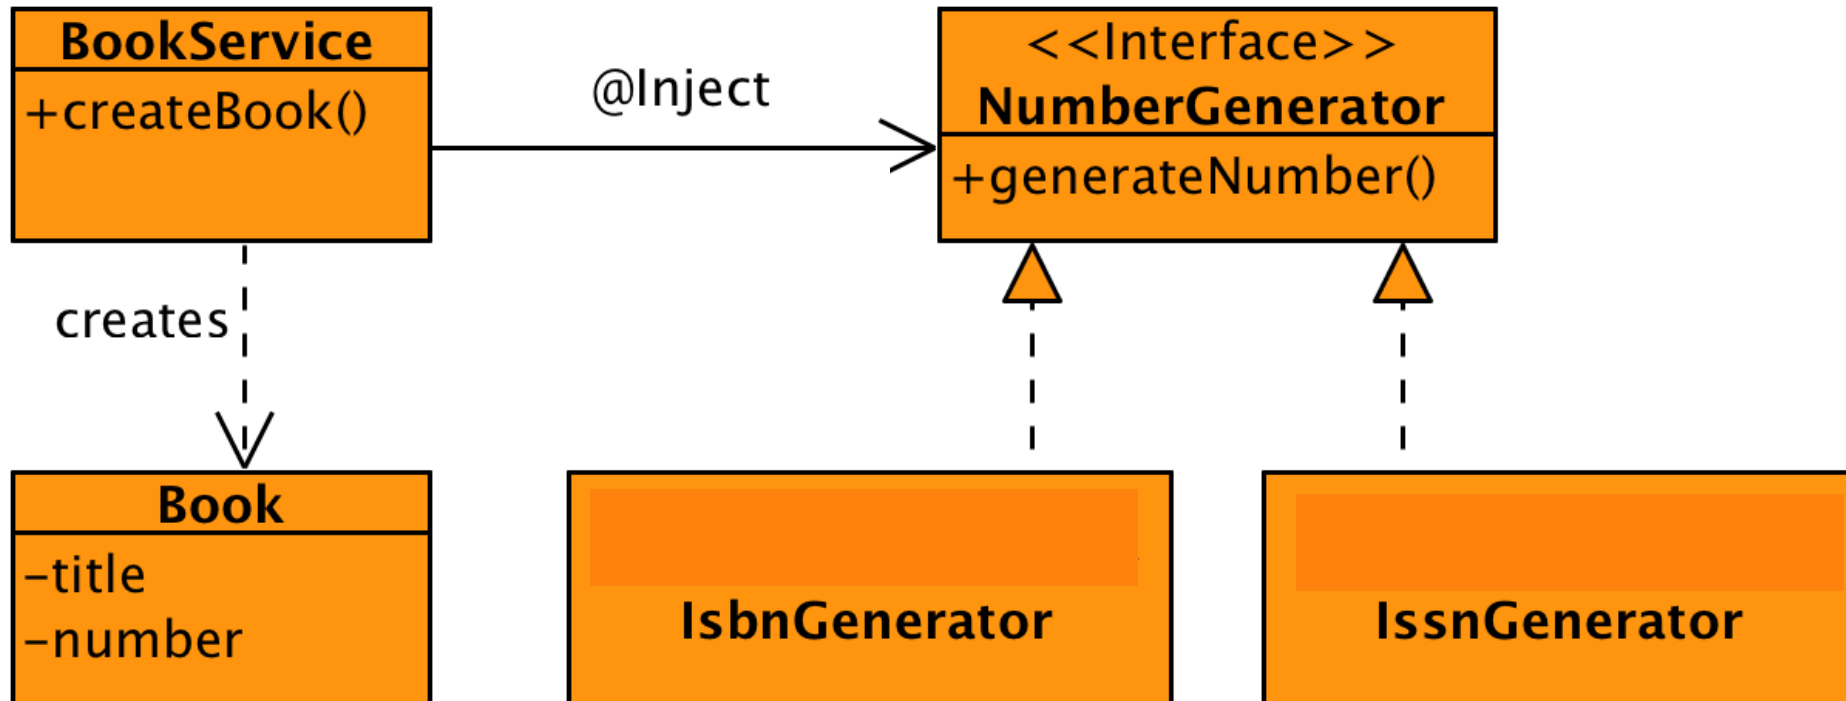 BookService
+createBook()
@Inject
<<Interface>>
NumberGenerator
+generateNumber()
creates
Book
-title
-number
IsbnGenerator
IssnGenerator